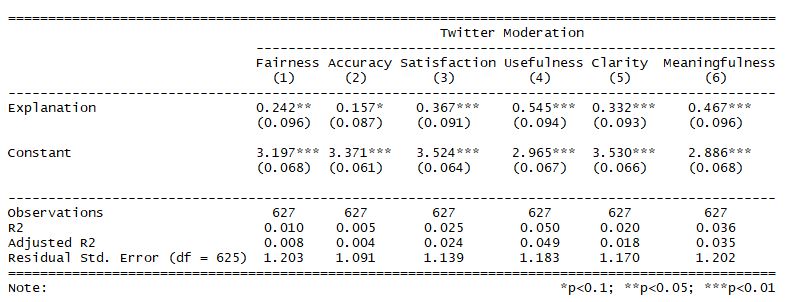 Twitter Moderation
Fairness Accuracy Satisfaction Usefulness Clarity Meaningfulness
(1) (2) (3) (4) (5) (6)
Explanation 0.242** 0.157* 0.367*** 0.545*** 0.332*** 0.467***
(0.096) (0.087) (0.091) (0.094) (0.093) (0.096)
Constant 3.197*** 3.371*** 3.524*** 2.965*** 3.530*** 2.886***
(0.068) (0.061) (0.064) (0.067) (0.066) (0.068)
Observations 627 627 627 627 627 627
R2 0.010 0.005 0.025 0.050 0.020 0.036
Adjusted R2 0.008 0.004 0.024 0.049 0.018 0.035
Residual Std. Error (df = 625) 1.203 1.091 1.139 1.183 1.170 1.202
Note: *p<0.1; **p<0.05; ***p<0.01